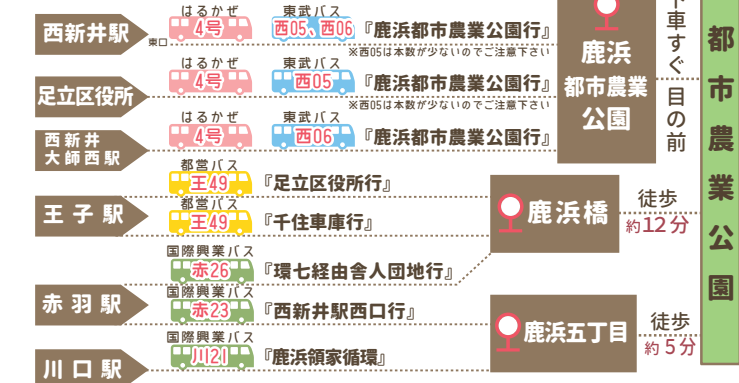 はるかぜ 東武バス
西新井駅 東口 4号 西05、西06 『鹿浜都市農業公園行』
※西05は本数が少ないのでご注意下さい
はるかぜ 東武バス
足立区役所 4号 西05 『鹿浜都市農業公園行』
※西05は本数が少ないのでご注意下さい
はるかぜ 東武バス
西新井
大師西駅 4号 西06 『鹿浜都市農業公園行』
鹿浜
都市農業
公園
車すぐ
目の前
都営バス
王49 『足立区役所行』
都営バス
王子駅 王49 『千住車庫行』
鹿浜橋
徒歩
約12分
国際興業バス
赤26 『環七経由舎人団地行』
国際興業バス
赤羽駅 赤23 『西新井駅西口行』
国際興業バス
川口駅 川21 『鹿浜領家循環』
鹿浜五丁目
徒歩
約5分
都市農業公園